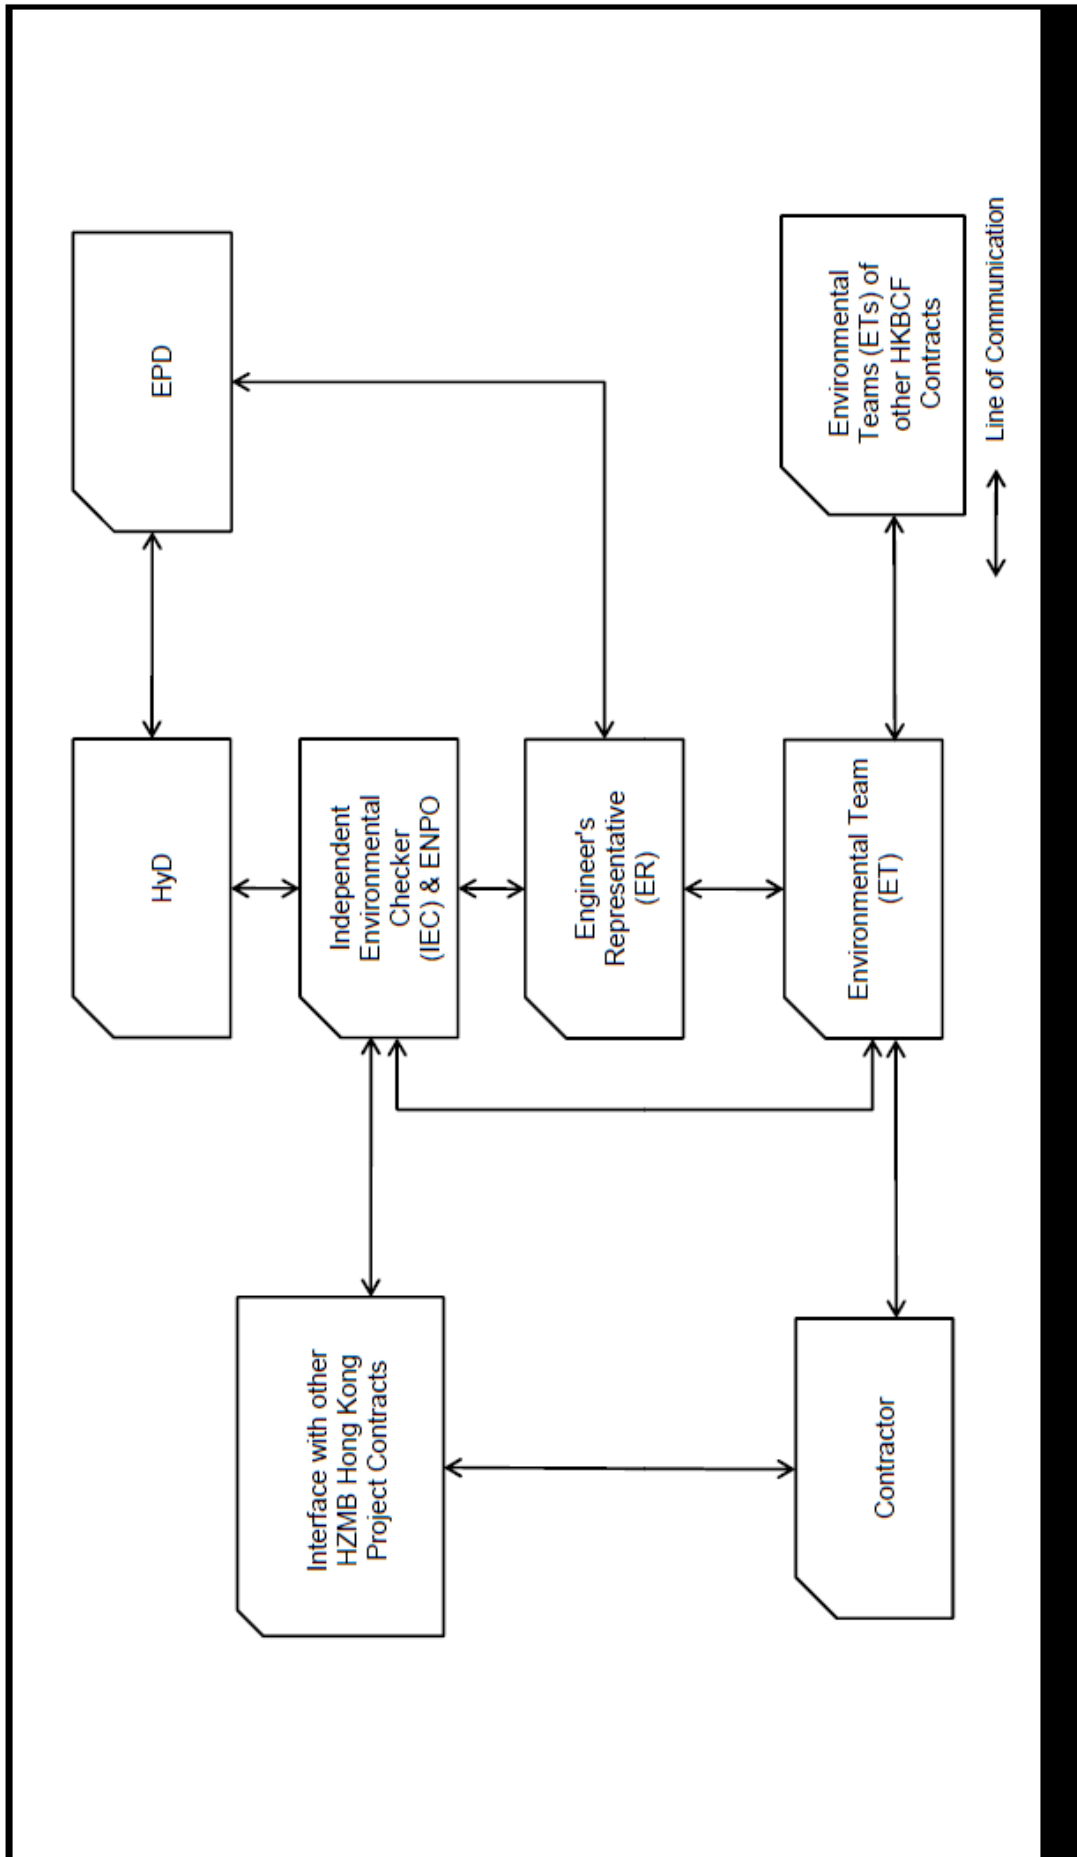 HyD
EPD
Interface with other
HZMB Hong Kong
Project Contracts
Independent
Environmental
Checker
(IEC) & ENPO
Engineer's
Representative
(ER)
Contractor
Environmental Team
(ET)
Environmental
Teams (ETs) of
other HKBCF
Contracts
Line of Communication